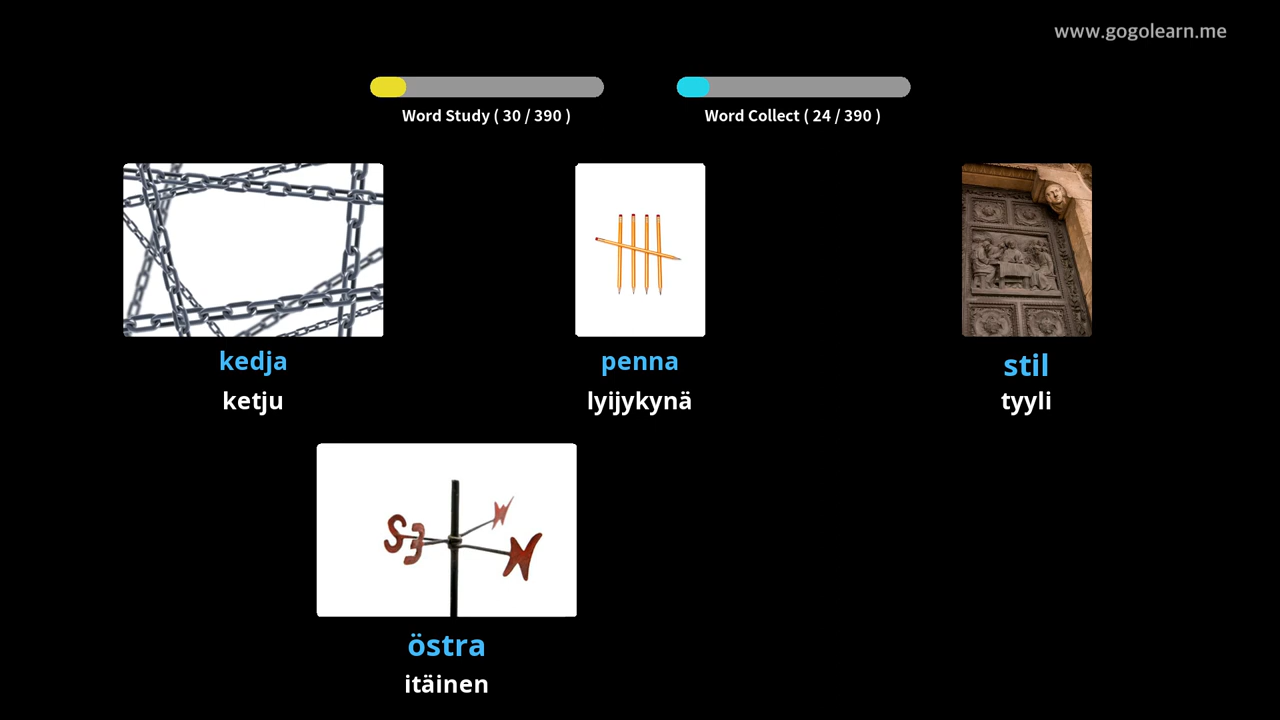 www.gogolearn.me
Word Study ( 30 / 390 )
Word Collect ( 24 / 390 )
kedja
ketju
penna
lyijykynä
stil
tyyli
östra
itäinen